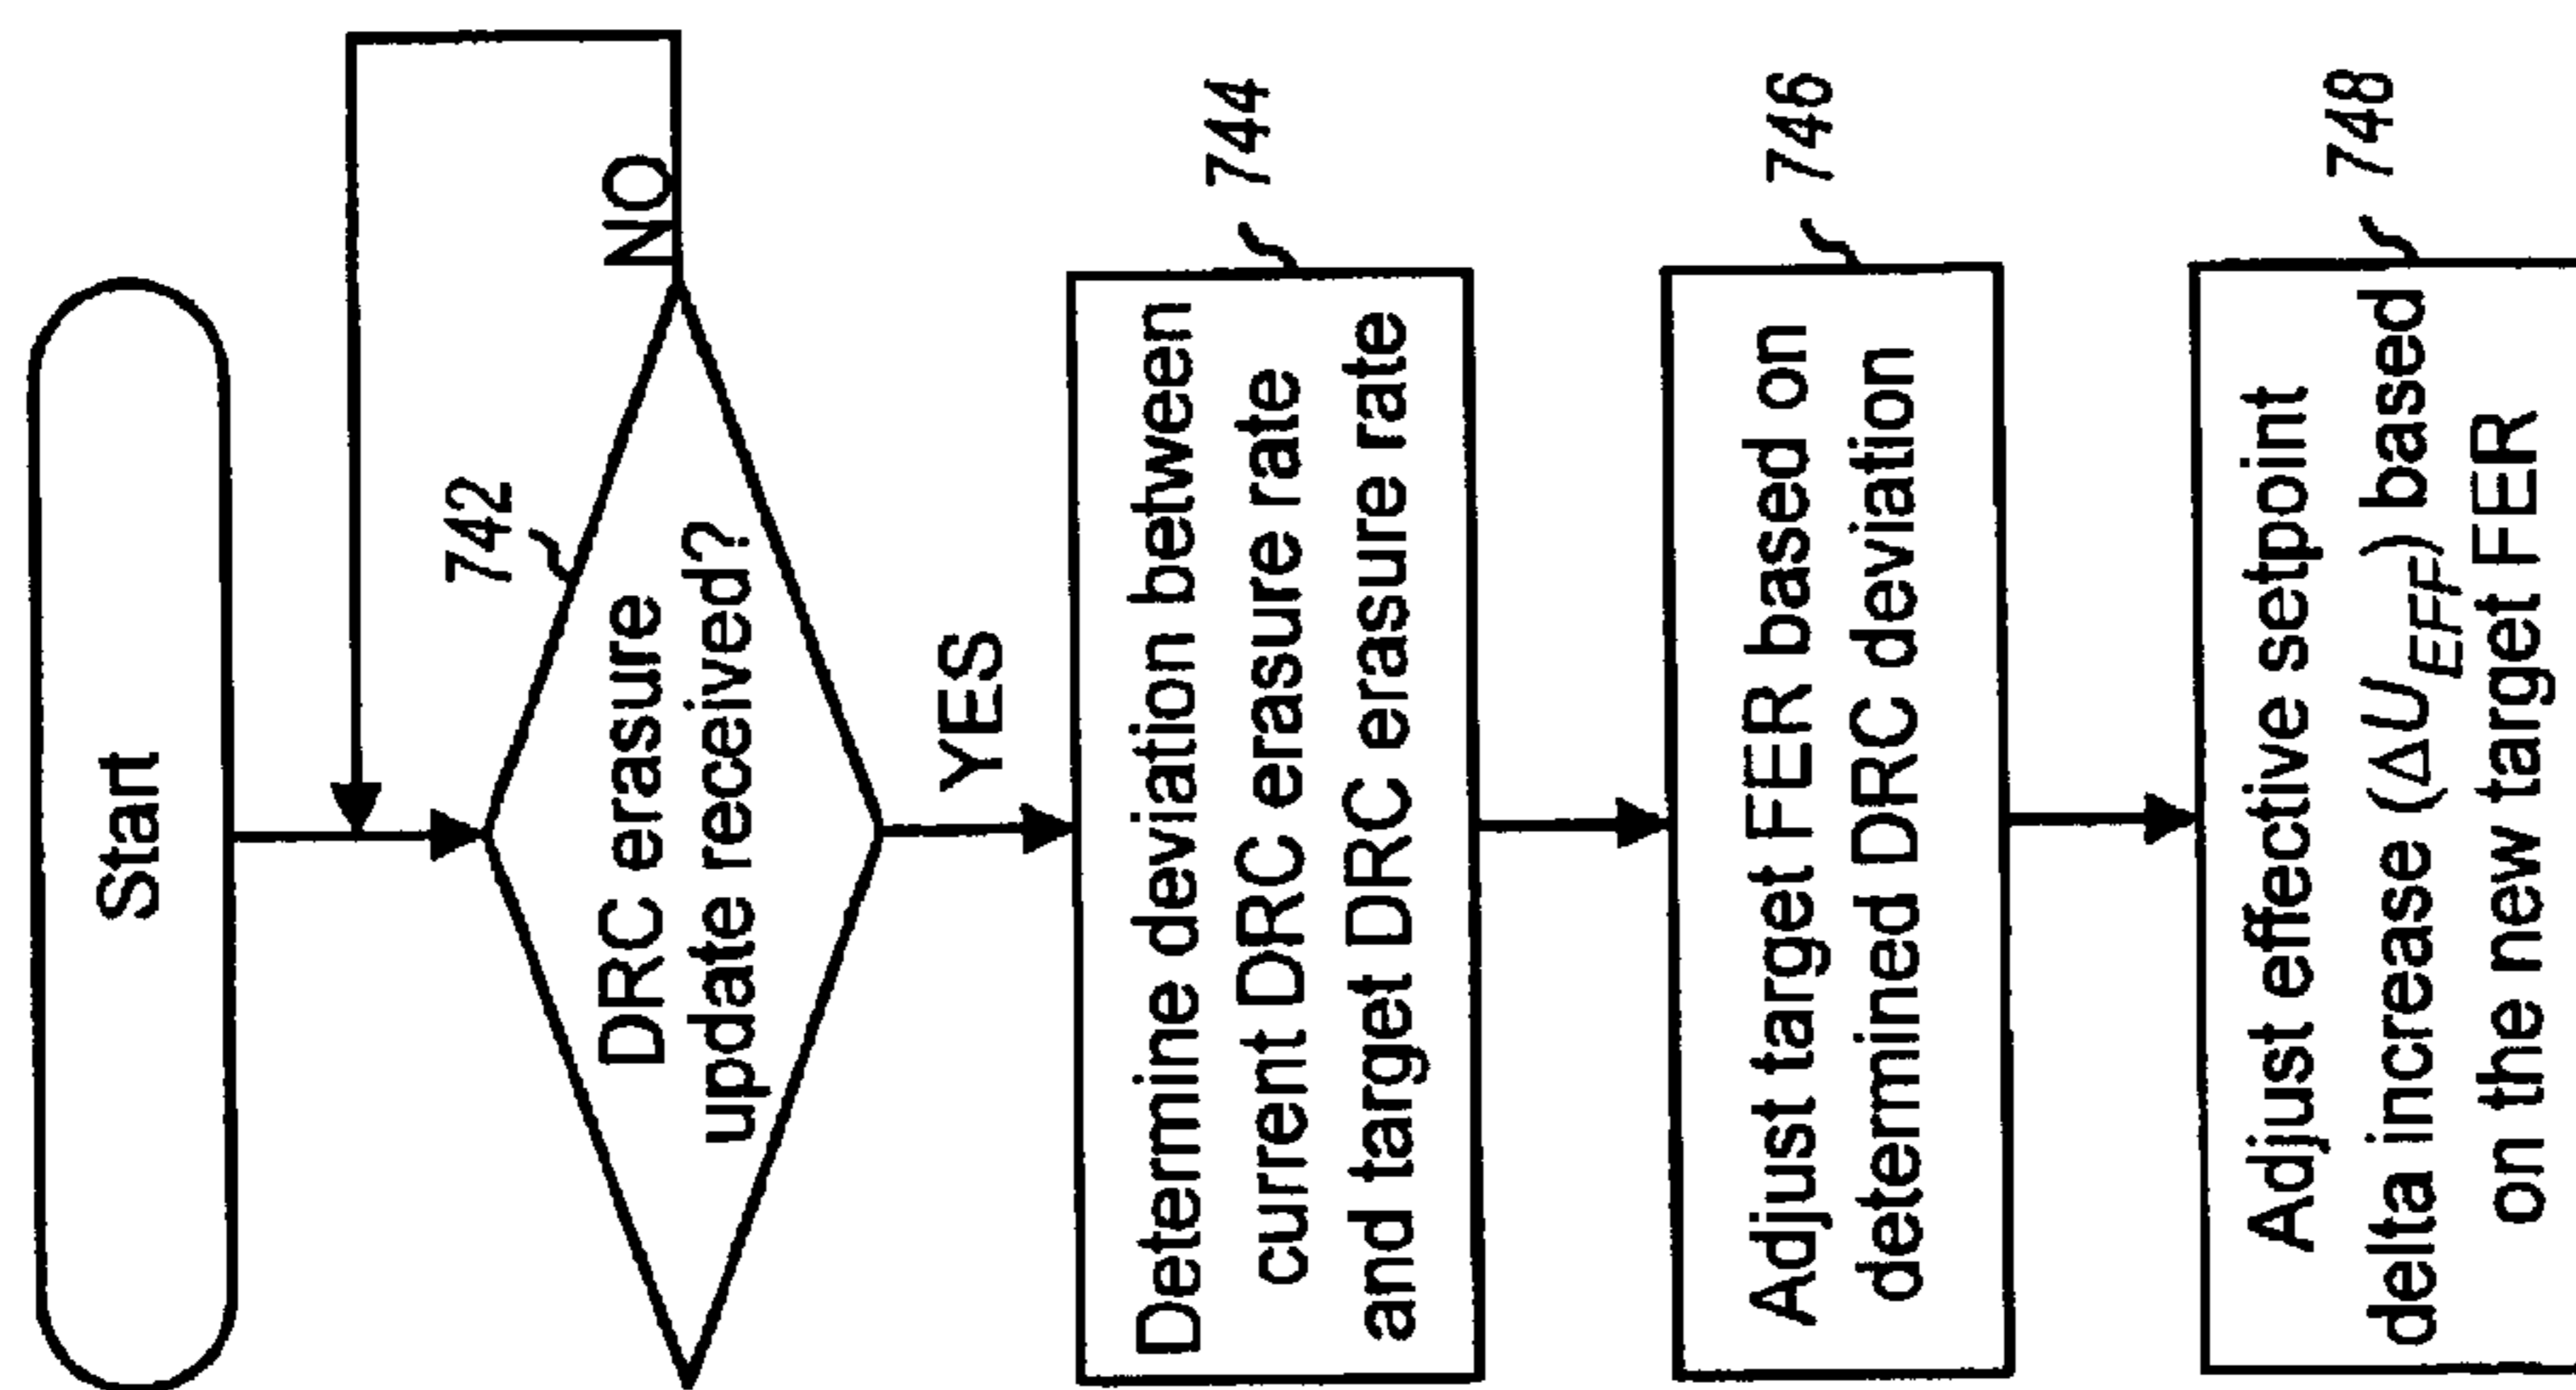 Start
742
DRC erasure
update received?
NO
YES
744
Determine deviation between
current DRC erasure rate
and target DRC erasure rate
746
Adjust target FER based on
determined DRC deviation
748
Adjust effective setpoint
delta increase (ΔU_EFF) based
on the new target FER